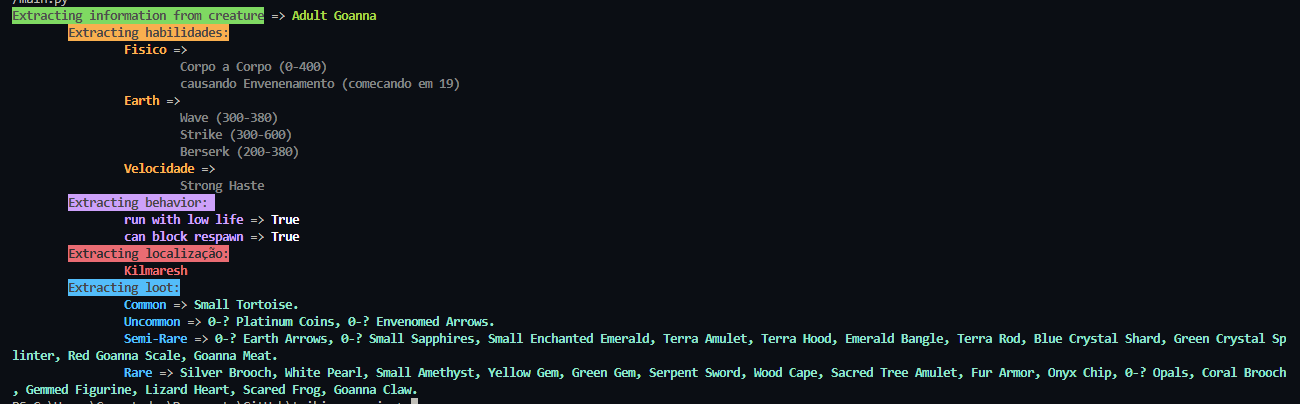 /main.py
Extracting information from creature => Adult Goanna
Extracting habilidades:
Fisico =>
Corpo a Corpo (0-400)
causando Envenenamento (comecando em 19)
Earth =>
Wave (300-380)
Strike (300-600)
Berserk (200-380)
Velocidade =>
Strong Haste
Extracting behavior:
run with low life => True
can block respawn => True
Extracting localização:
Kilmaresh
Extracting loot:
Common => Small Tortoise.
Uncommon => 0-? Platinum Coins, 0-? Envenomed Arrows.
Semi-Rare => 0-? Earth Arrows, 0-? Small Sapphires, Small Enchanted Emerald, Terra Amulet, Terra Hood, Emerald Bangle, Terra Rod, Blue Crystal Shard, Green Crystal Sp
linter, Red Goanna Scale, Goanna Meat.
Rare => Silver Brooch, White Pearl, Small Amethyst, Yellow Gem, Green Gem, Serpent Sword, Wood Cape, Sacred Tree Amulet, Fur Armor, Onyx Chip, 0-? Opals, Coral Brooch
, Gemmed Figurine, Lizard Heart, Scared Frog, Goanna Claw.